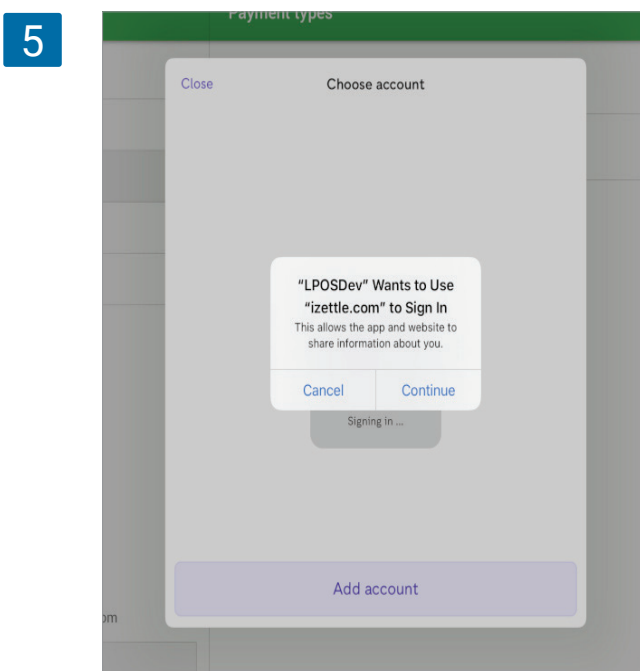 5
Payment types
Close
Choose account
“LPOSDev” Wants to Use
“izettle.com” to Sign In
This allows the app and website to
share information about you.
Cancel
Continue
Signing in ...
Add account
om